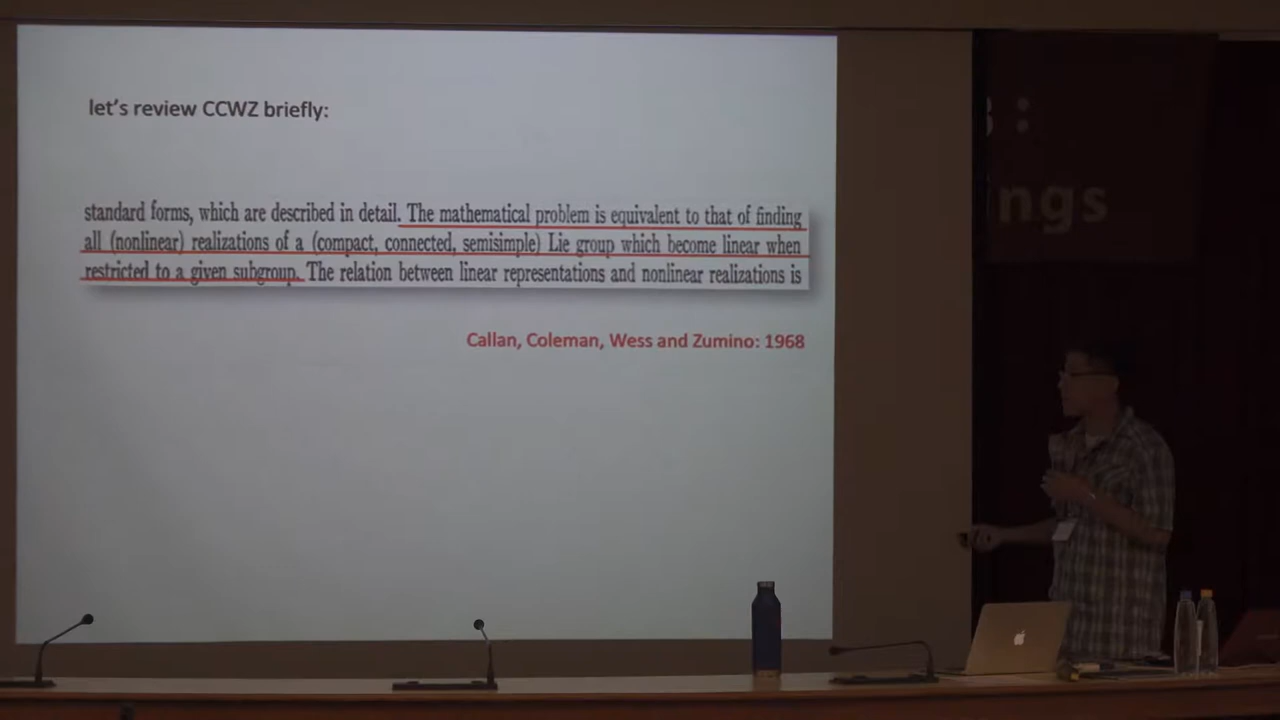 let's review CCWZ briefly:
standard forms, which are described in detail. The mathematical problem is equivalent to that of finding
all (nonlinear) realizations of a (compact, connected, semisimple) Lie group which become linear when
restricted to a given subgroup. The relation between linear representations and nonlinear realizations is
Callan, Coleman, Wess and Zumino: 1968
:
ngs